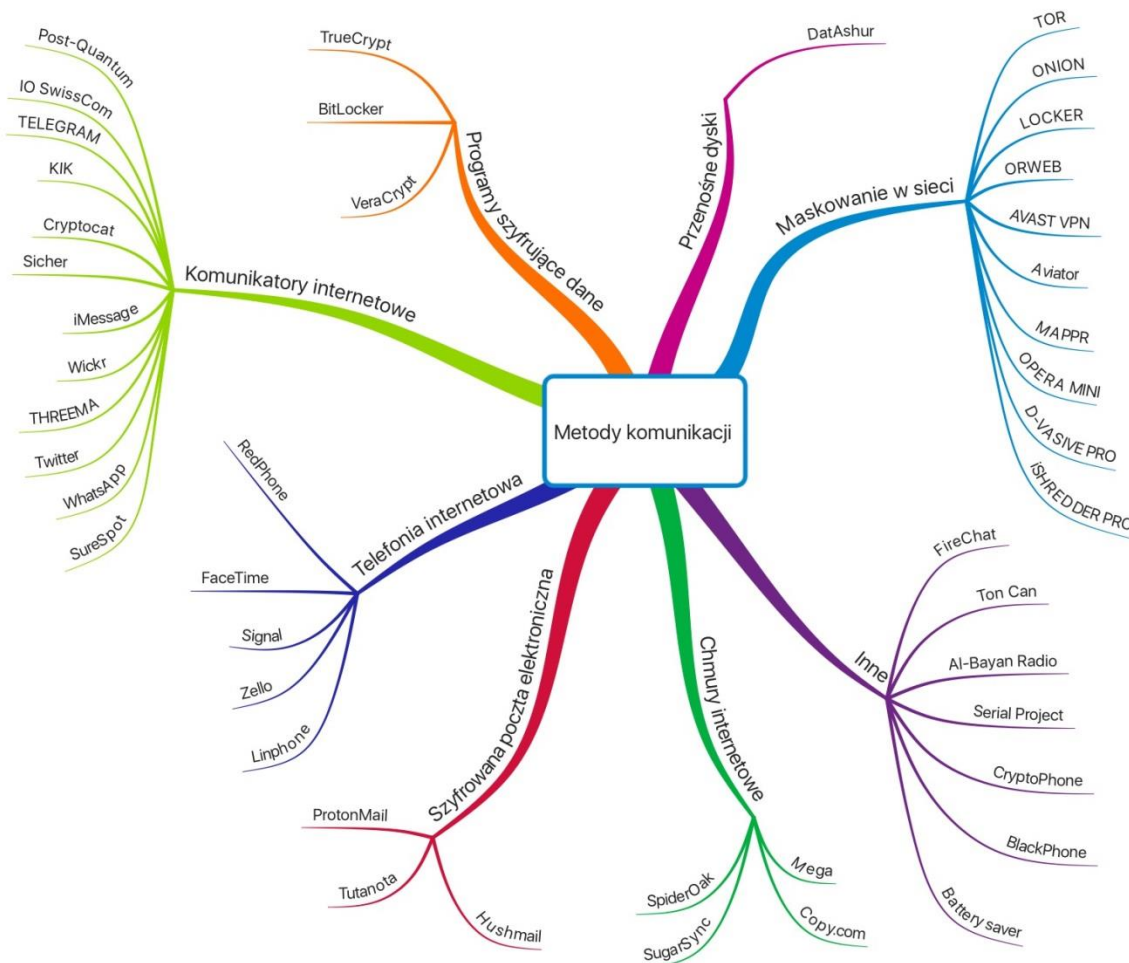 Metody komunikacji
Komunikatory internetowe
Post-Quantum
IO SwissCom
TELEGRAM
KIK
Cryptocat
Sicher
iMessage
Wickr
THREEMA
Twitter
WhatsApp
SureSpot
Programy szyfrujące dane
TrueCrypt
BitLocker
VeraCrypt
Przenośne dyski
DatAshur
Maskowanie w sieci
TOR
ONION
LOCKER
ORWEB
AVAST VPN
Aviator
MAPPR
OPERA MINI
D-VASIVE PRO
iSHREDDER PRO
Telefonia internetowa
RedPhone
FaceTime
Signal
Zello
Linphone
Szyfrowana poczta elektroniczna
ProtonMail
Tutanota
Hushmail
Chmury internetowe
SpiderOak
SugarSync
Mega
Copy.com
Inne
FireChat
Ton Can
Al-Bayan Radio
Serial Project
CryptoPhone
BlackPhone
Battery saver